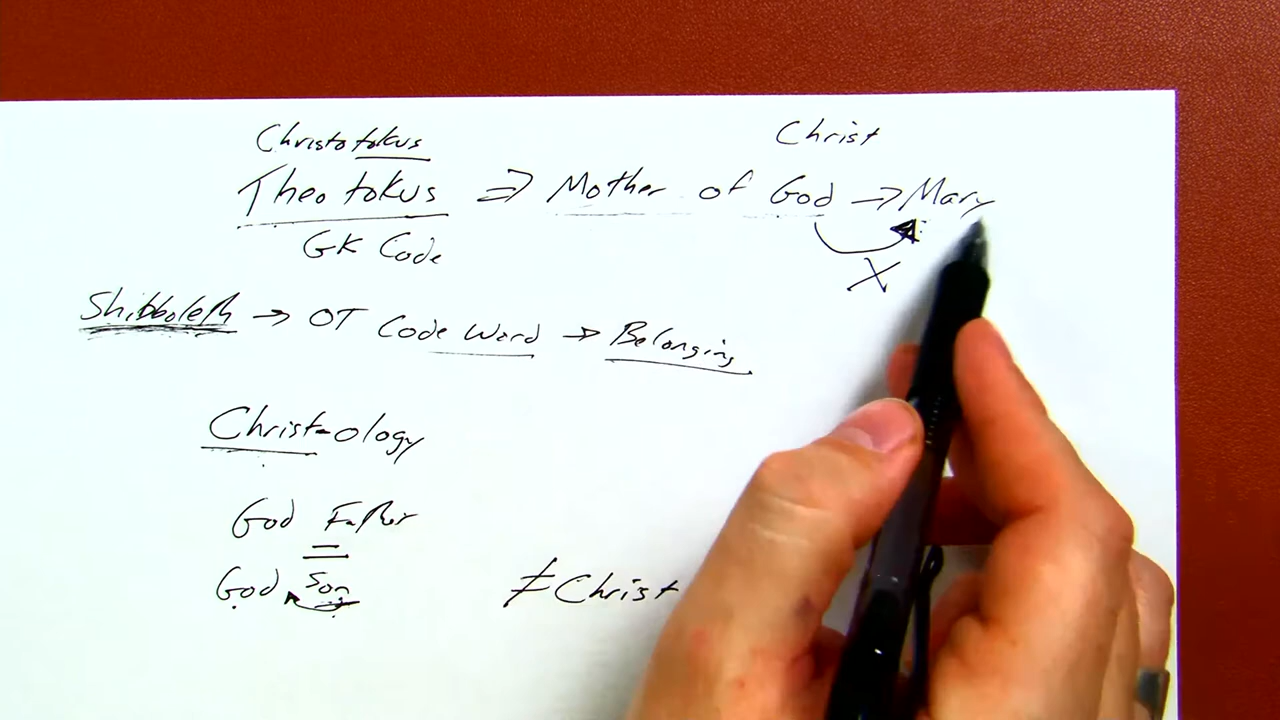 Christotokus Christ
Theotokus ⇒ Mother of God → Mary
GK Code X
Shibboleth → OT Code Word → Belonging
Christ-ology
God Father
=
God Son ≠ Christ